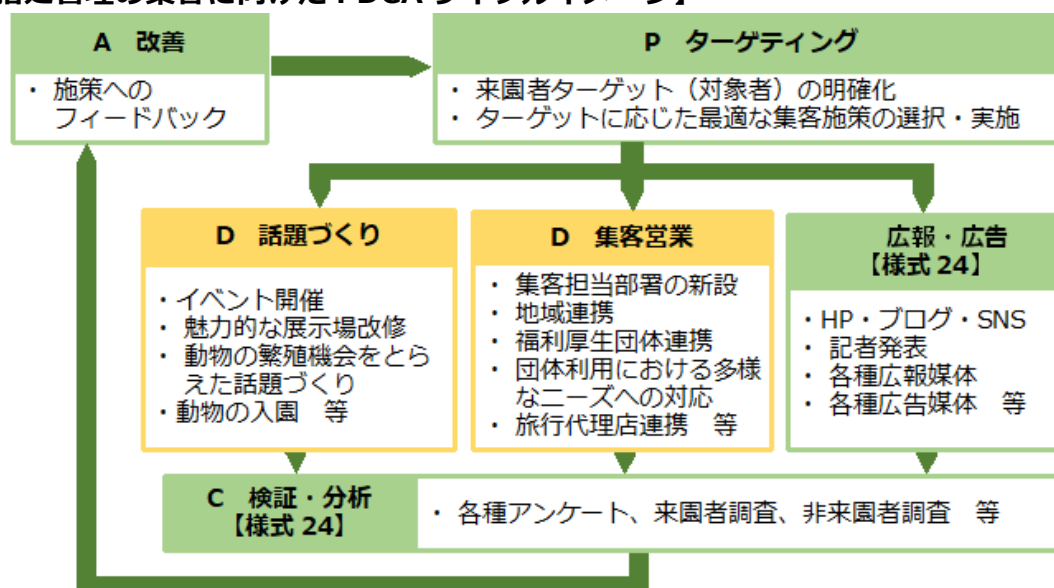 A 改善
・ 施策への
フィードバック
P ターゲティング
・ 来園者ターゲット（対象者）の明確化
・ ターゲットに応じた最適な集客施策の選択・実施
D 話題づくり
・イベント開催
・ 魅力的な展示場改修
・ 動物の繁殖機会をとら
えた話題づくり
・動物の入園 等
D 集客営業
・ 集客担当部署の新設
・ 地域連携
・ 福利厚生団体連携
・ 団体利用における多様
なニーズへの対応
・ 旅行代理店連携 等
広報・広告
【様式 24】
・HP・ブログ・SNS
・ 記者発表
・ 各種広報媒体
・ 各種広告媒体 等
C 検証・分析
【様式 24】
・ 各種アンケート、来園者調査、非来園者調査 等